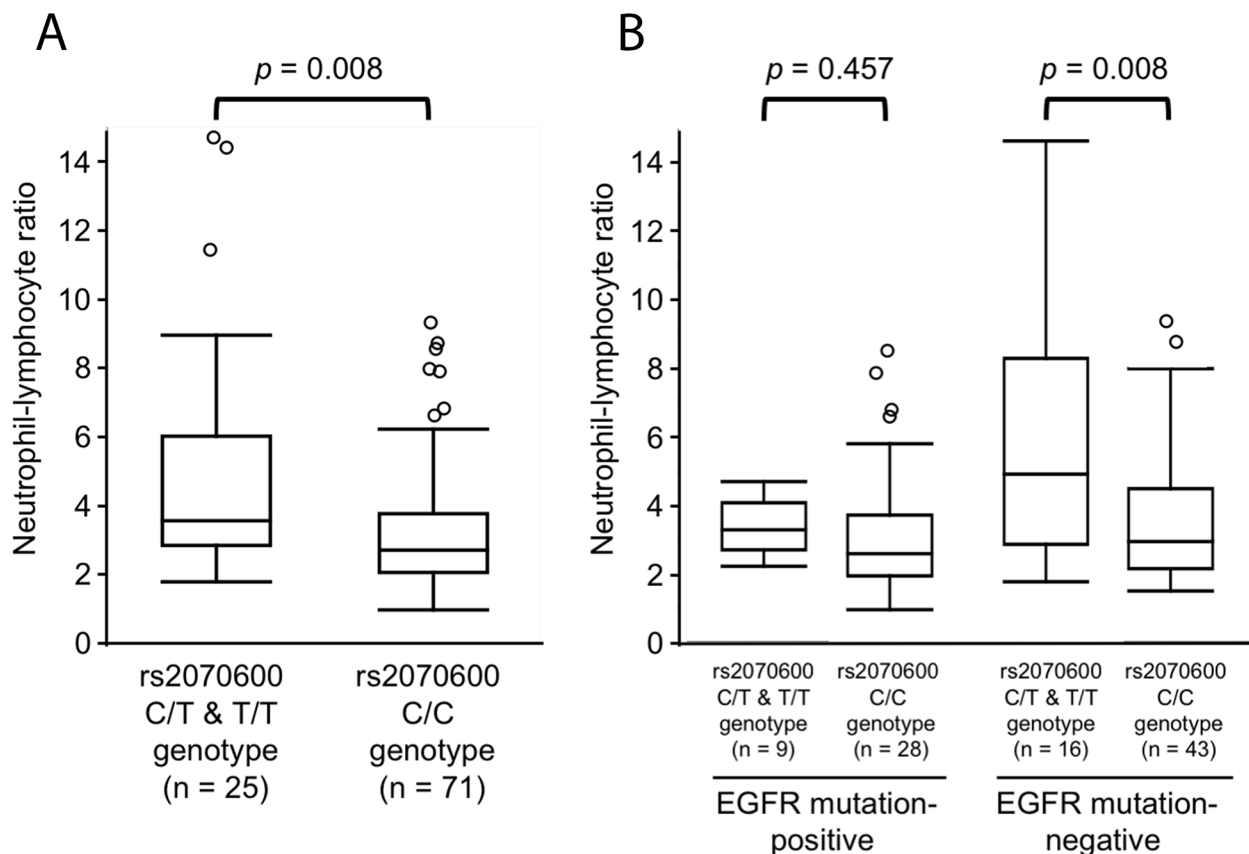 A
p = 0.008
Neutrophil-lymphocyte ratio
14
12
10
8
6
4
2
0
rs2070600
C/T & T/T
genotype
(n = 25)
rs2070600
C/C
genotype
(n = 71)
B
p = 0.457
p = 0.008
Neutrophil-lymphocyte ratio
14
12
10
8
6
4
2
0
rs2070600
C/T & T/T
genotype
(n = 9)
rs2070600
C/C
genotype
(n = 28)
rs2070600
C/T & T/T
genotype
(n = 16)
rs2070600
C/C
genotype
(n = 43)
EGFR mutation-
positive
EGFR mutation-
negative